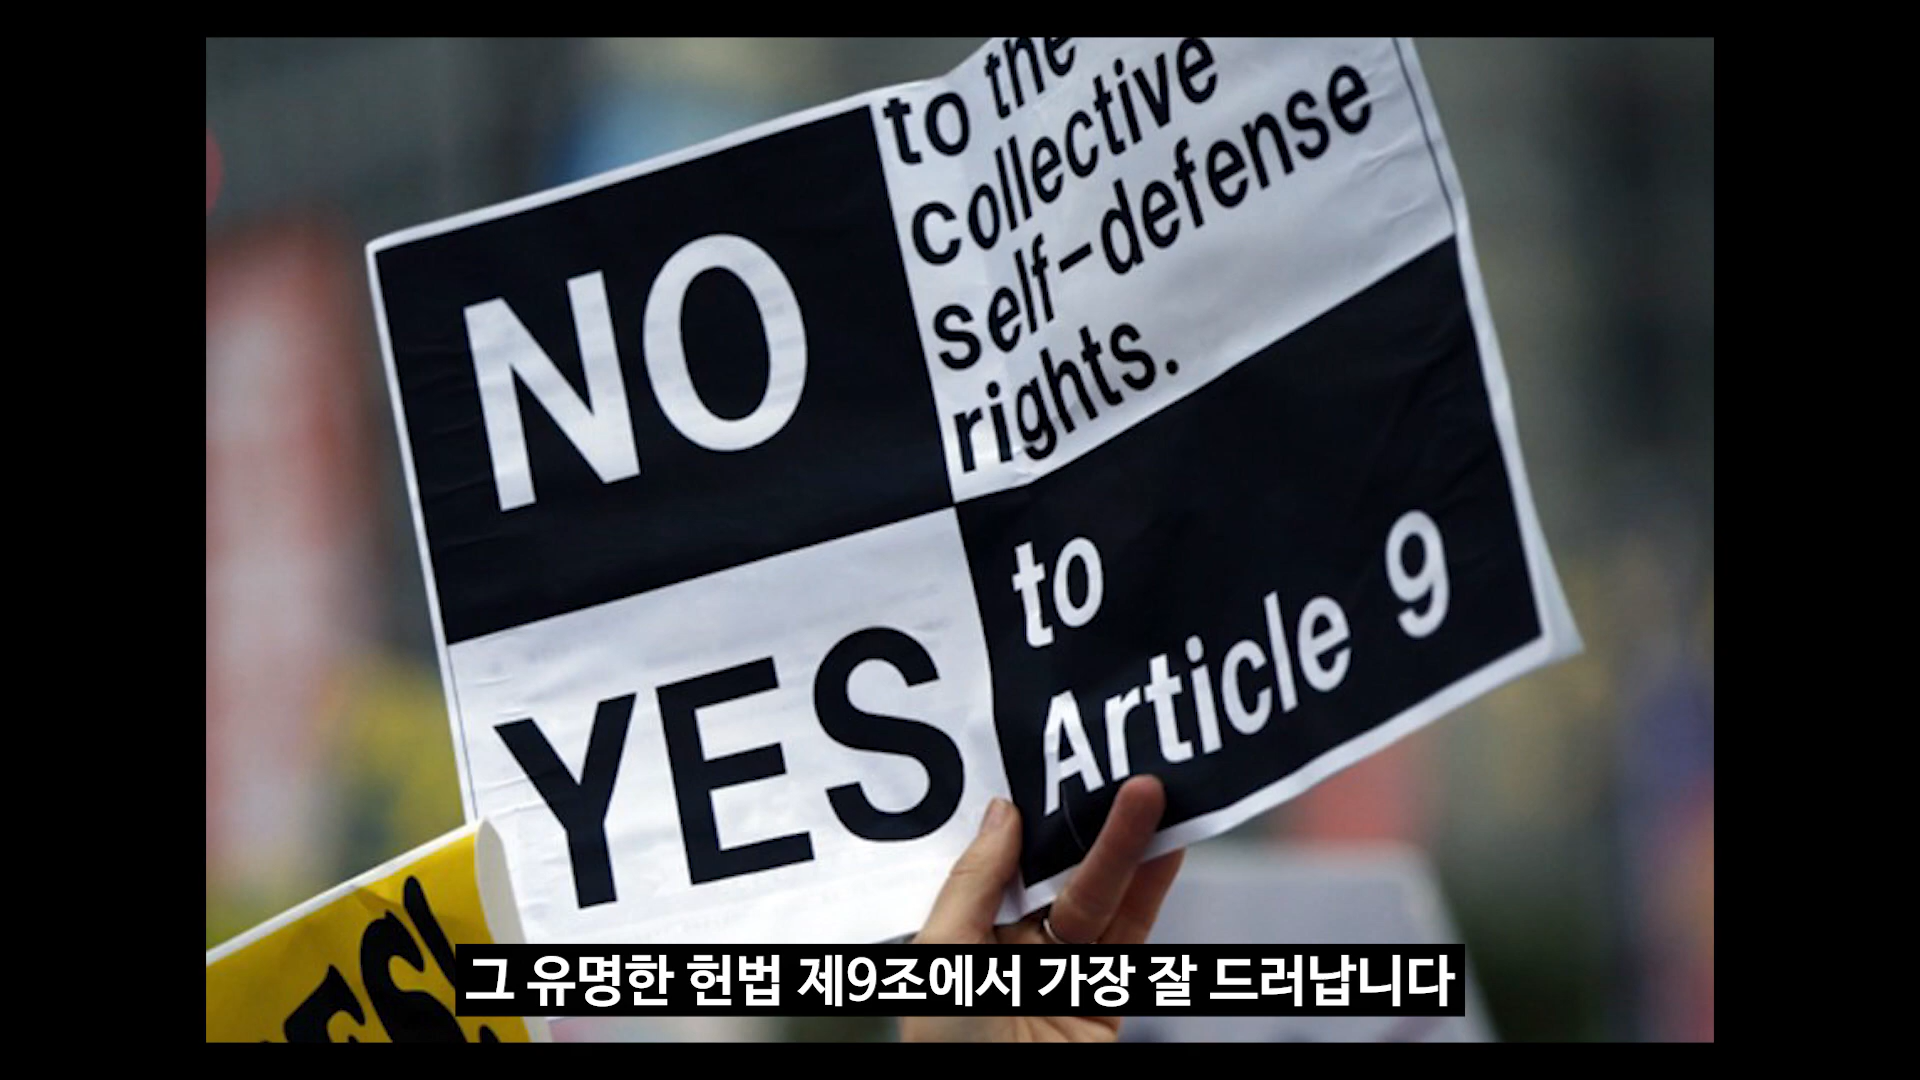 NO
to the
collective
self-defense
rights.
YES
to
Article 9
ES!
그 유명한 헌법 제9조에서 가장 잘 드러납니다